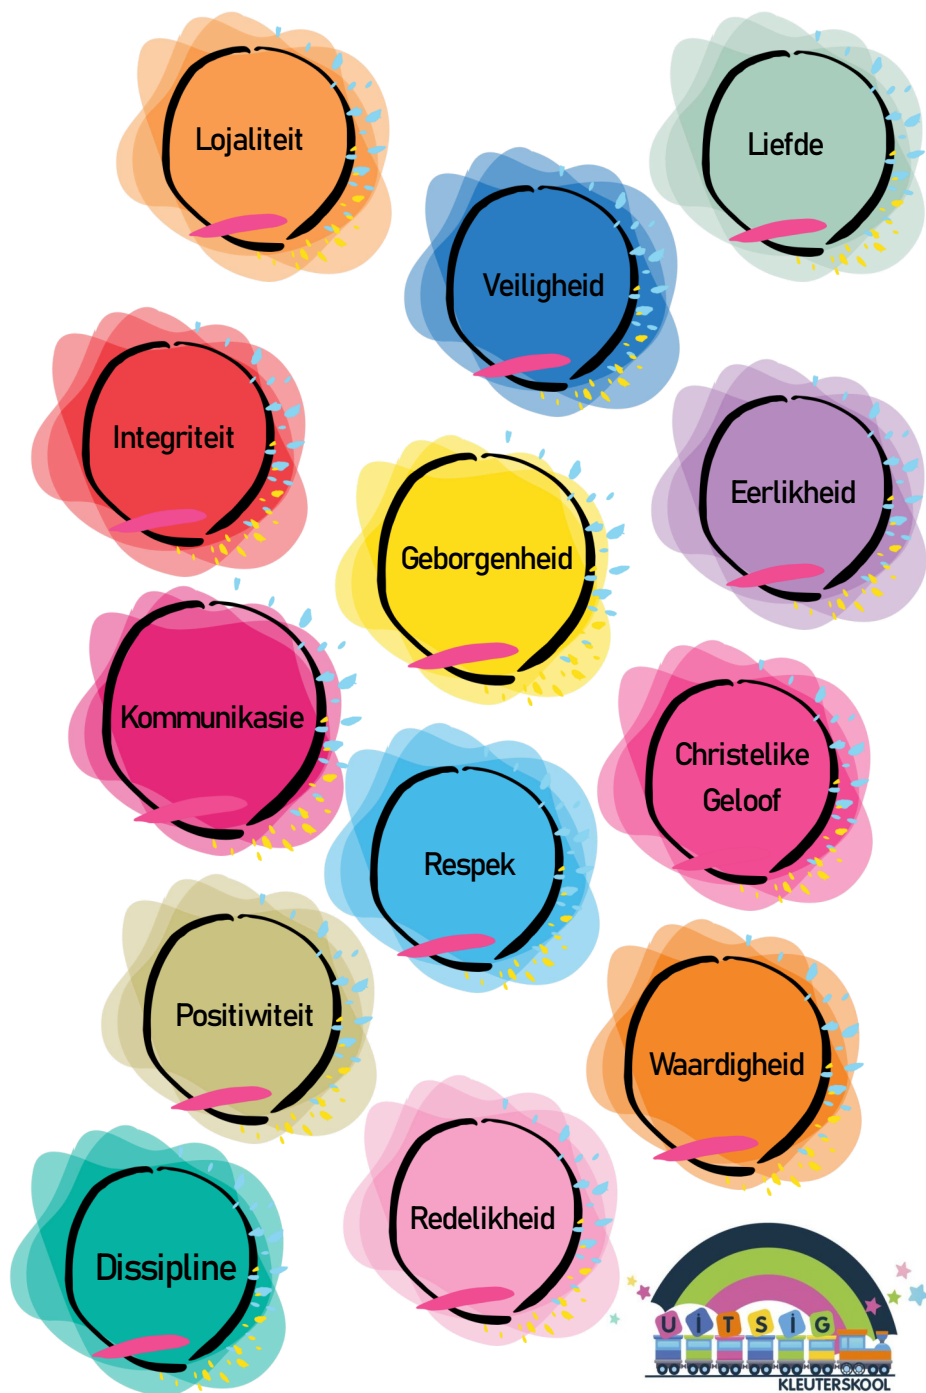 Lojaliteit
Liefde
Veiligheid
Integriteit
Eerlikheid
Geborgenheid
Kommunikasie
Christelike
Geloof
Respek
Positiwiteit
Waardigheid
Redelikheid
Dissipline
UiTSiG
KLEUTERSKOOL